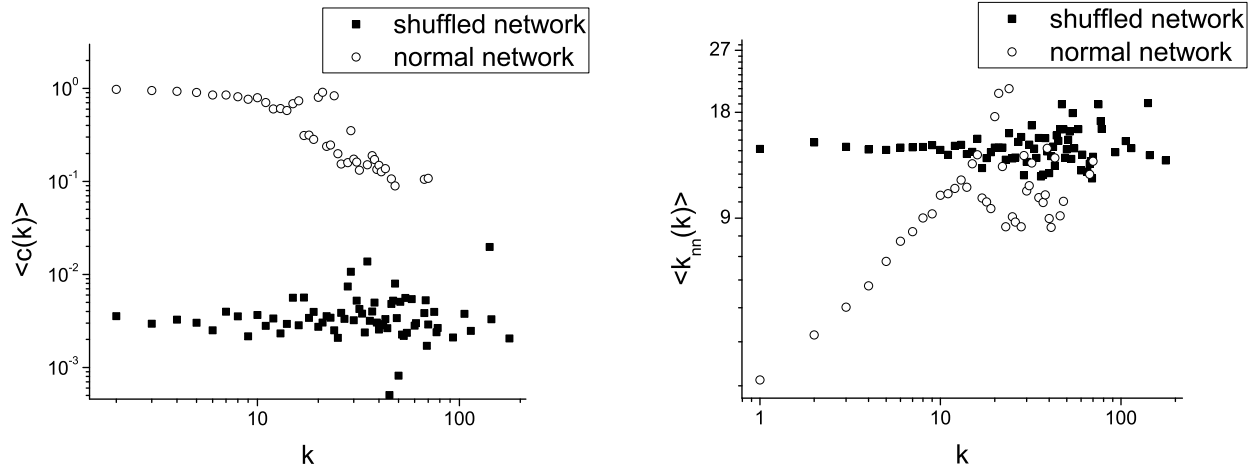 shuffled network
normal network
10^0
10^-1
10^-2
10^-3
<c(k)>
10
100
k
shuffled network
normal network
27
18
9
<k_nn(k)>
1
10
100
k